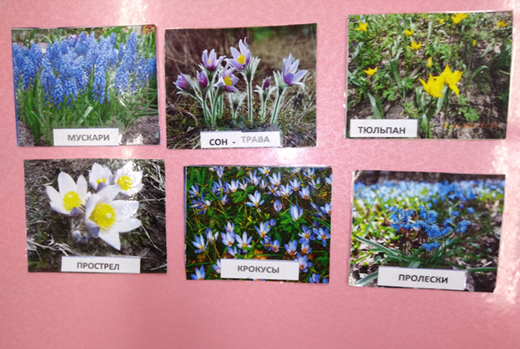 МУСКАРИ
СОН - ТРАВА
ТЮЛЬПАН
ПРОСТРЕЛ
КРОКУСЫ
ПРОЛЕСКИ